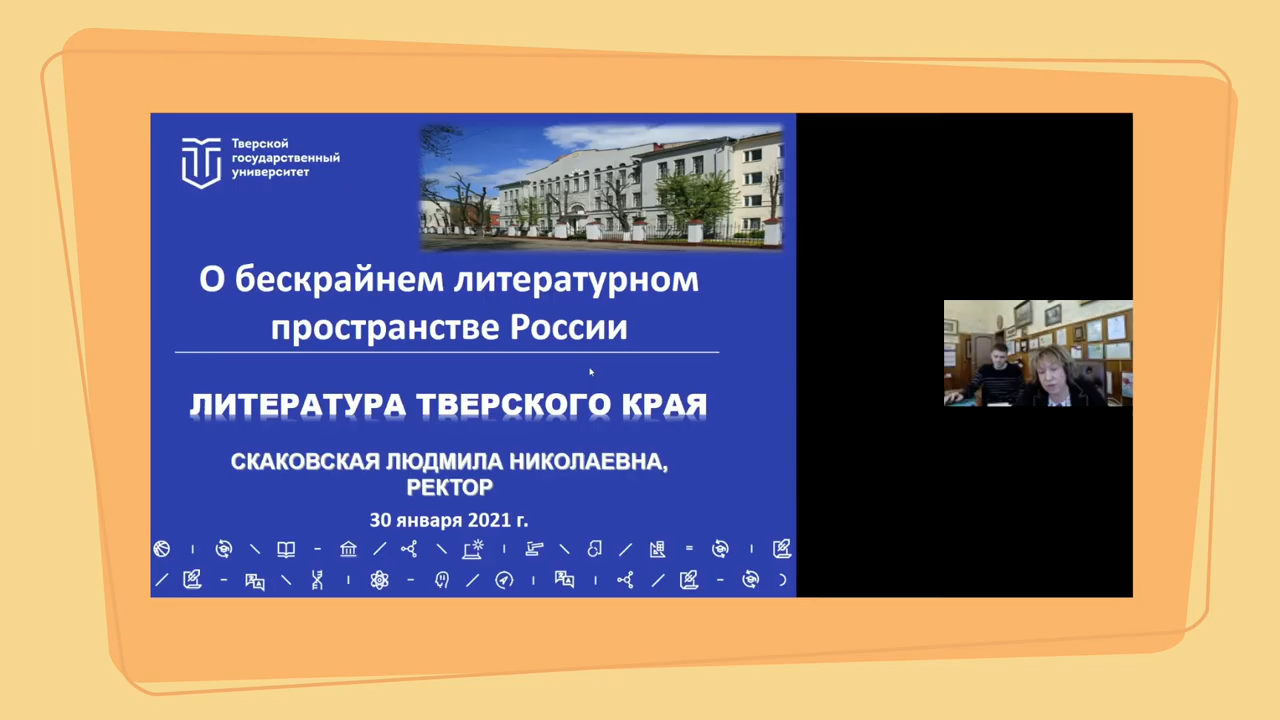 Тверской
государственный
университет
О бескрайнем литературном
пространстве России
ЛИТЕРАТУРА ТВЕРСКОГО КРАЯ
СКАКОВСКАЯ ЛЮДМИЛА НИКОЛАЕВНА,
РЕКТОР
30 января 2021 г.